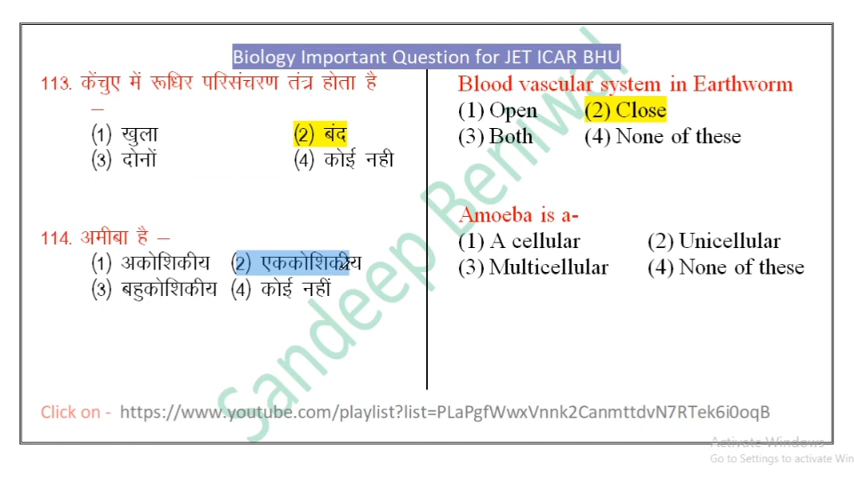 Biology Important Question for JET ICAR BHU
113. केंचुए में रूधिर परिसंचरण तंत्र होता है
–
(1) खुला (2) बंद
(3) दोनों (4) कोई नही
114. अमीबा है –
(1) अकोशिकीय (2) एककोशिकीय
(3) बहुकोशिकीय (4) कोई नहीं
Blood vascular system in Earthworm
(1) Open (2) Close
(3) Both (4) None of these
Amoeba is a-
(1) A cellular (2) Unicellular
(3) Multicellular (4) None of these
Sandeep Beniwal
Click on - https://www.youtube.com/playlist?list=PLaPgfWwxVnnk2CanmttdvN7RTek6i0oqB
Activate Windows
Go to Settings to activate Win